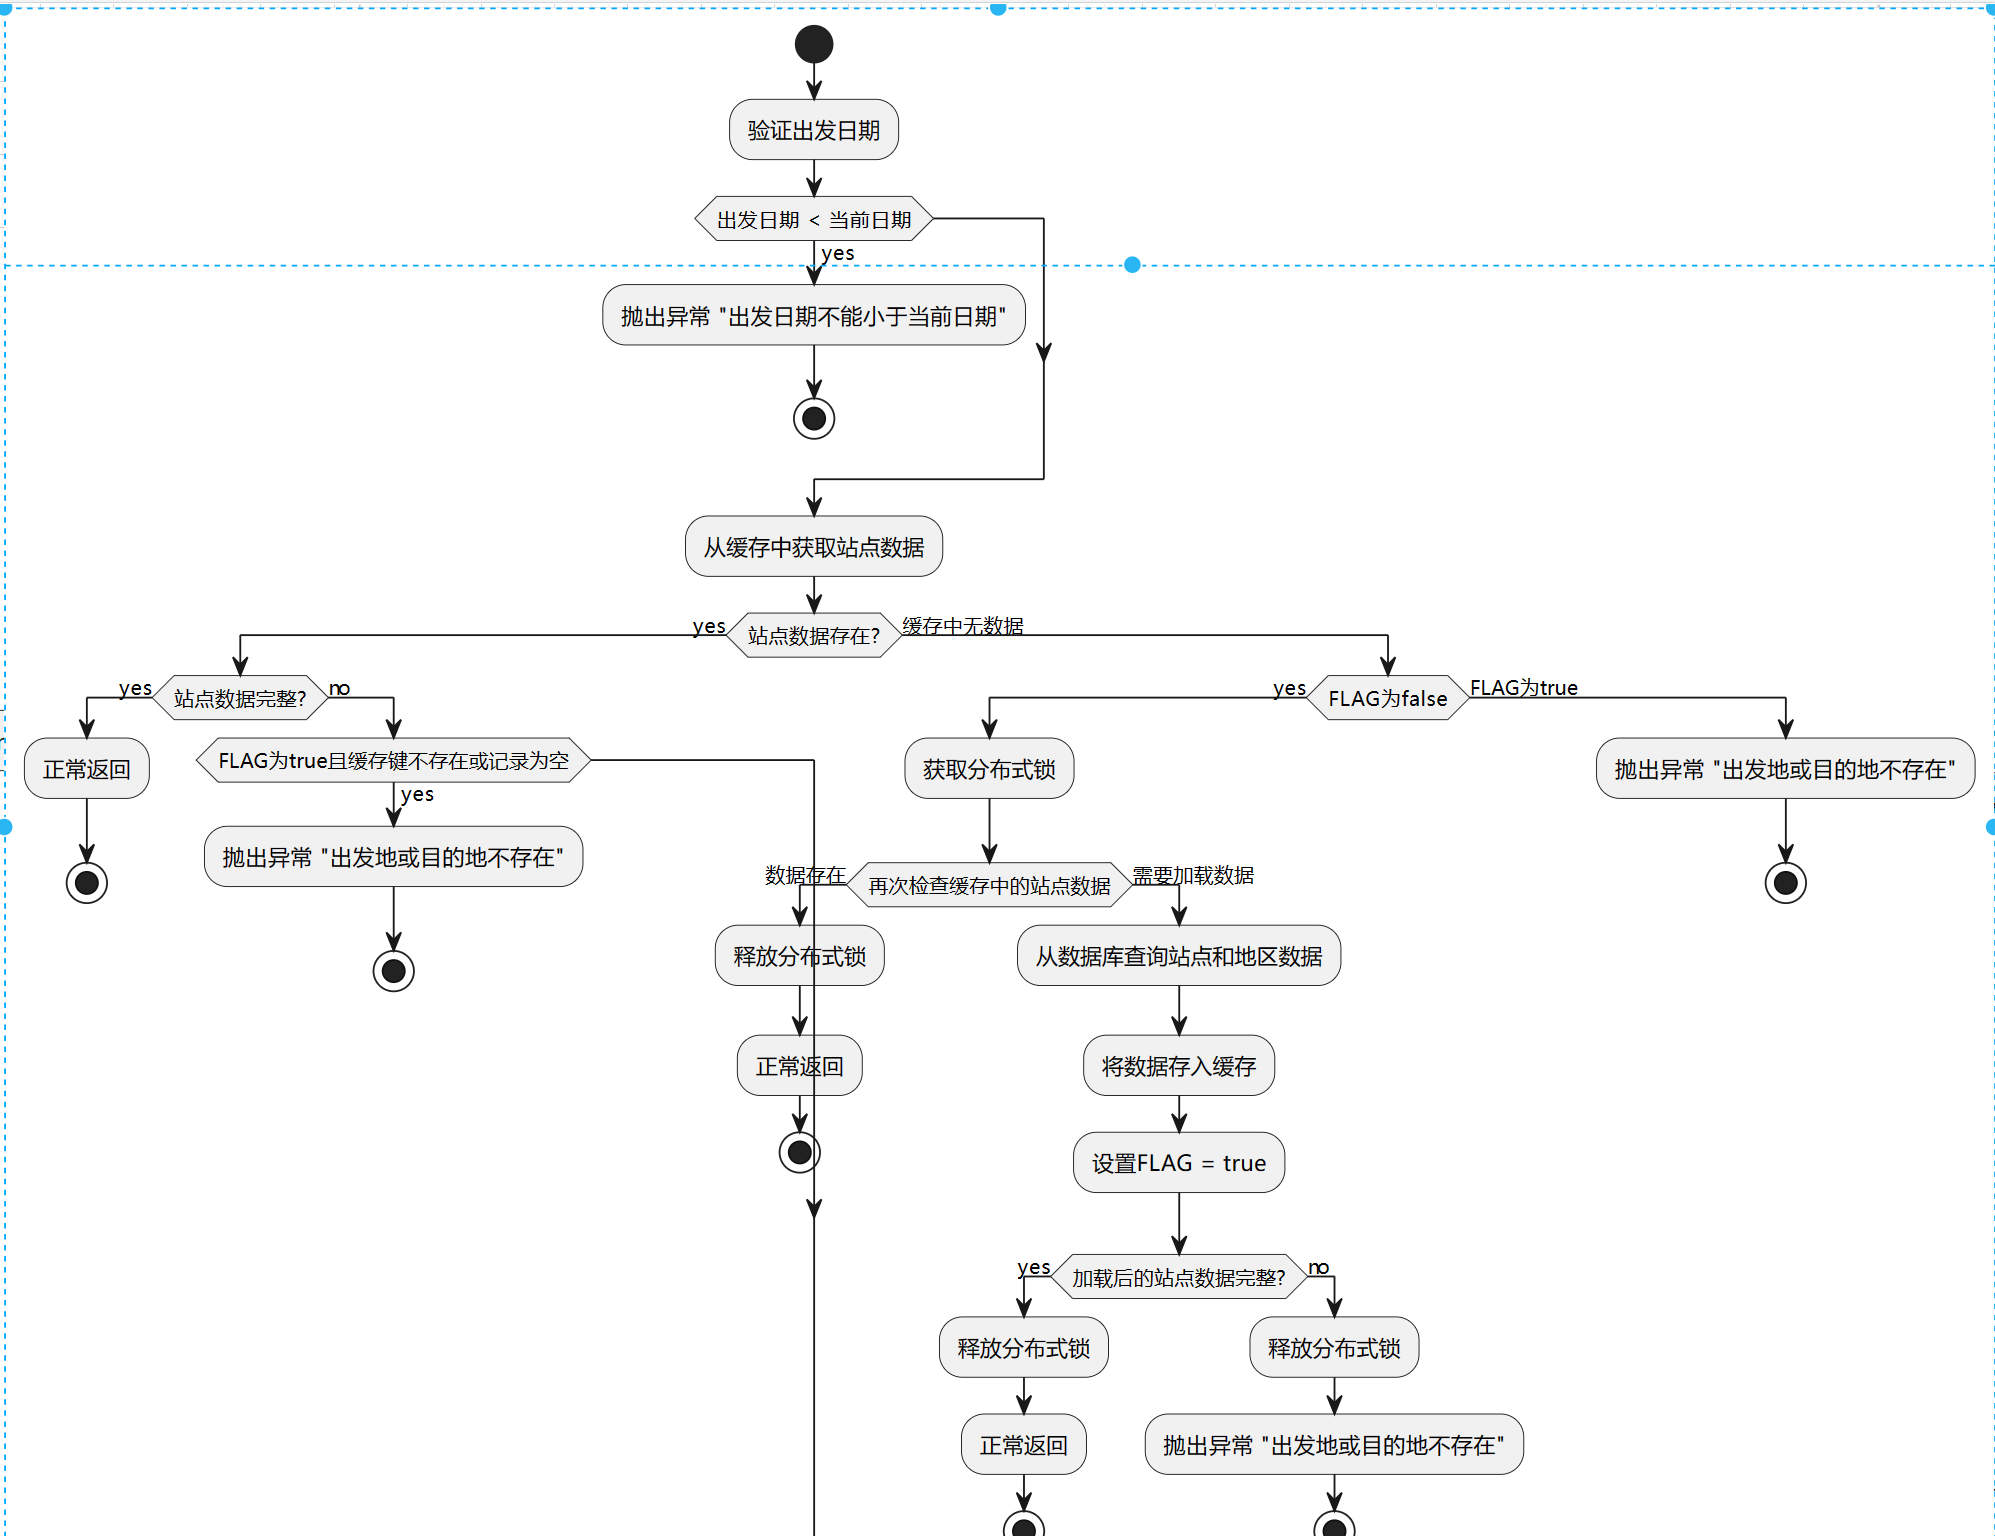 验证出发日期
出发日期 < 当前日期
yes
抛出异常 "出发日期不能小于当前日期"
从缓存中获取站点数据
yes
站点数据存在?
缓存中无数据
yes
站点数据完整?
no
yes
FLAG为false
FLAG为true
正常返回
FLAG为true且缓存键不存在或记录为空
获取分布式锁
抛出异常 "出发地或目的地不存在"
yes
抛出异常 "出发地或目的地不存在"
数据存在
再次检查缓存中的站点数据
需要加载数据
释放分布式锁
从数据库查询站点和地区数据
正常返回
将数据存入缓存
设置FLAG = true
yes
加载后的站点数据完整?
no
释放分布式锁
释放分布式锁
正常返回
抛出异常 "出发地或目的地不存在"